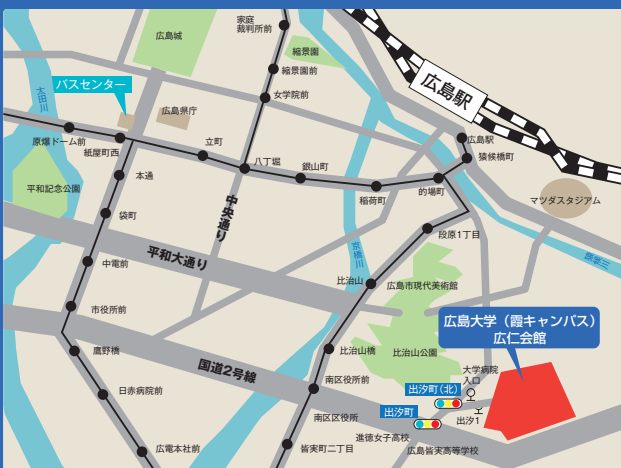 家庭
裁判所前
広島城
縮景園
縮景園前
広島駅
太田川
バスセンター
女学院前
広島県庁
原爆ドーム前
紙屋町西
立町
八丁堀
銀山町
広島駅
猿候橋町
本通
稲荷町
的場町
平和記念公園
マツダスタジアム
袋町
中央通り
段原1丁目
平和大通り
京橋川
中電前
比治山
広島市現代美術館
市役所前
広島大学（霞キャンパス）
広仁会館
鷹野橋
比治山橋
比治山公園
国道2号線
大学病院
入口
日赤病院前
南区役所前
出汐町(北)
出汐町
出汐1
南区区役所
進徳女子高校
広電本社前
皆実町二丁目
広島皆実高等学校